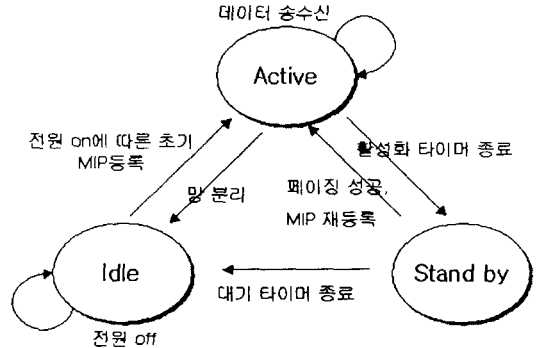 데이터 송수신
Active
전원 on에 따른 초기
MIP등록
활성화 타이머 종료
망 분리
페이징 성공,
MIP 재등록
Idle
Stand by
대기 타이머 종료
전원 off